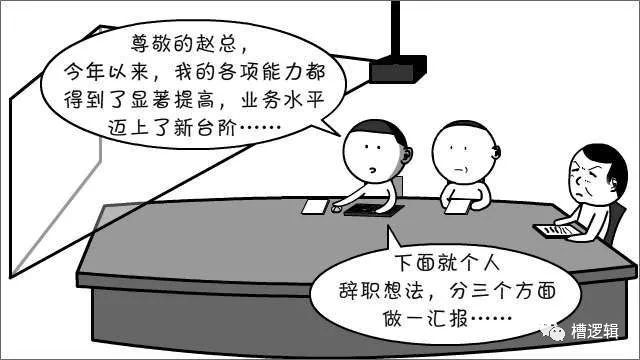 尊敬的赵总，
今年以来，我的各项能力都
得到了显著提高，业务水平
迈上了新台阶……
下面就个人
辞职想法，分三个方面
做一汇报……
槽逻辑